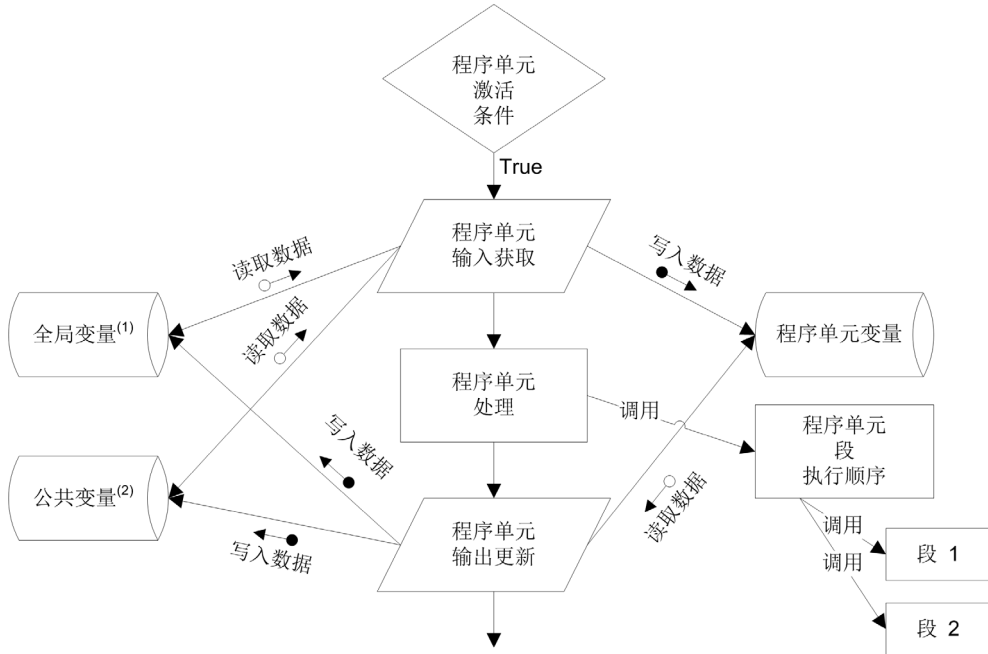 程序单元
激活
条件
True
程序单元
输入获取
读取数据
写入数据
读取数据
全局变量(1)
程序单元变量
程序单元
处理
调用
程序单元
段
执行顺序
写入数据
公共变量(2)
读取数据
程序单元
输出更新
写入数据
调用
段 1
调用
段 2